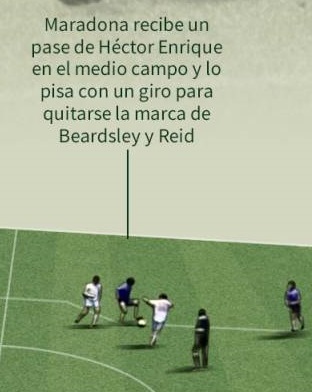 Maradona recibe un
pase de Héctor Enrique
en el medio campo y lo
pisa con un giro para
quitarse la marca de
Beardsley y Reid